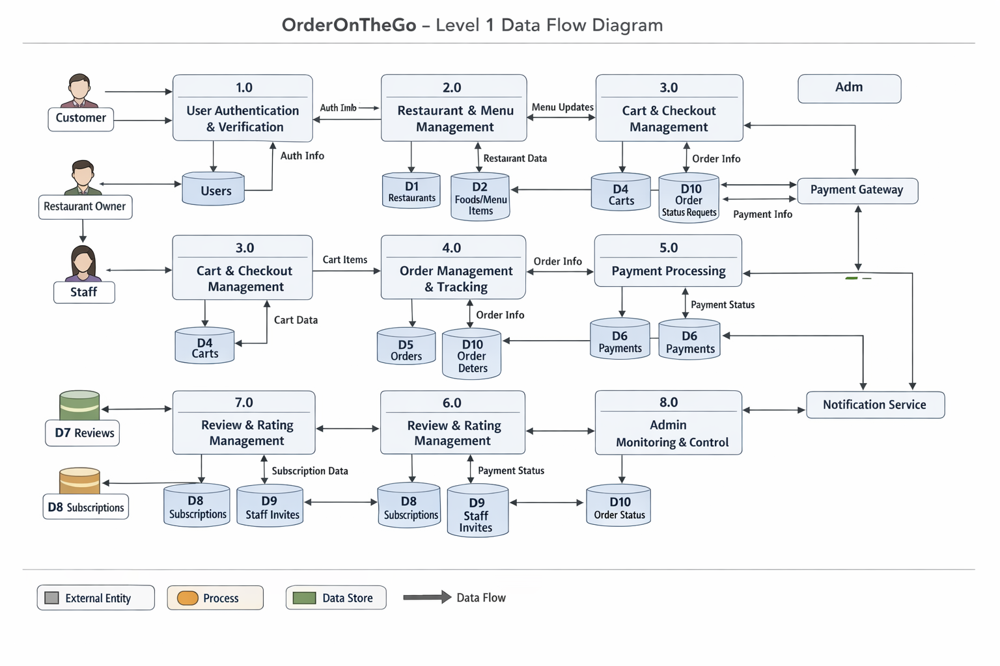 OrderOnTheGo – Level 1 Data Flow Diagram
Customer
1.0
User Authentication
& Verification
Auth Info
Users
Restaurant Owner
Staff
Auth
2.0
Restaurant & Menu
Management
Restaurant Data
D1
Restaurants
D2
Foods/Menu
Items
Menu Updates
3.0
Cart & Checkout
Management
Order Info
D4
Carts
D10
Order
Status Requets
Adm
Payment Gateway
Payment Info
3.0
Cart & Checkout
Management
Cart Data
D4
Carts
Cart Items
4.0
Order Management
& Tracking
Order Info
D5
Orders
D10
Order
Deters
Order Info
5.0
Payment Processing
Payment Status
D6
Payments
D6
Payments
Notification Service
D7 Reviews
D8 Subscriptions
7.0
Review & Rating
Management
Subscription Data
D8
Subscriptions
D9
Staff Invites
6.0
Review & Rating
Management
Payment Status
D8
Subscriptions
D9
Staff
Invites
8.0
Admin
Monitoring & Control
D10
Order Status
External Entity
Process
Data Store
Data Flow